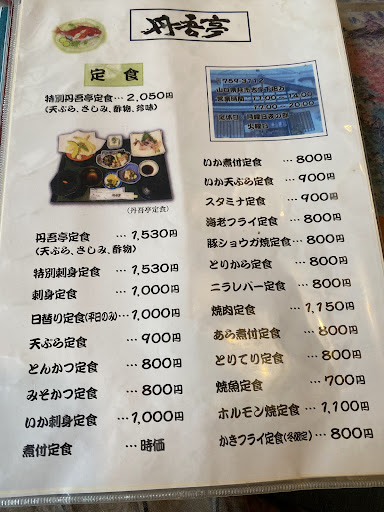 丹吾亭
定食
特別丹吾亭定食… 2,050円
(天ぷら、さしみ、酢物、珍味)
(丹吾亭定食)
丹吾亭定食 … 1,530円
(天ぷら、さしみ、酢物)
特別刺身定食 … 1,530円
刺身定食 … 1,000円
日替り定食(平日のみ)… 1,000円
天ぷら定食 … 900円
とんかつ定食 … 800円
みそかつ定食 … 800円
いか刺身定食 … 1,000円
煮付定食 … 時価
〒759-3112
営業時間
定休日
火曜日
いか煮付定食 … 800円
いか天ぷら定食 … 900円
スタミナ定食 … 900円
海老フライ定食 … 800円
豚ショウガ焼定食 … 800円
とりから定食 … 800円
ニラレバー定食 … 800円
焼肉定食 … 1,150円
あら煮付定食 … 800円
とりてり定食 … 800円
焼魚定食 … 700円
ホルモン焼定食 … 1,100円
かきフライ定食(冬限定)… 800円